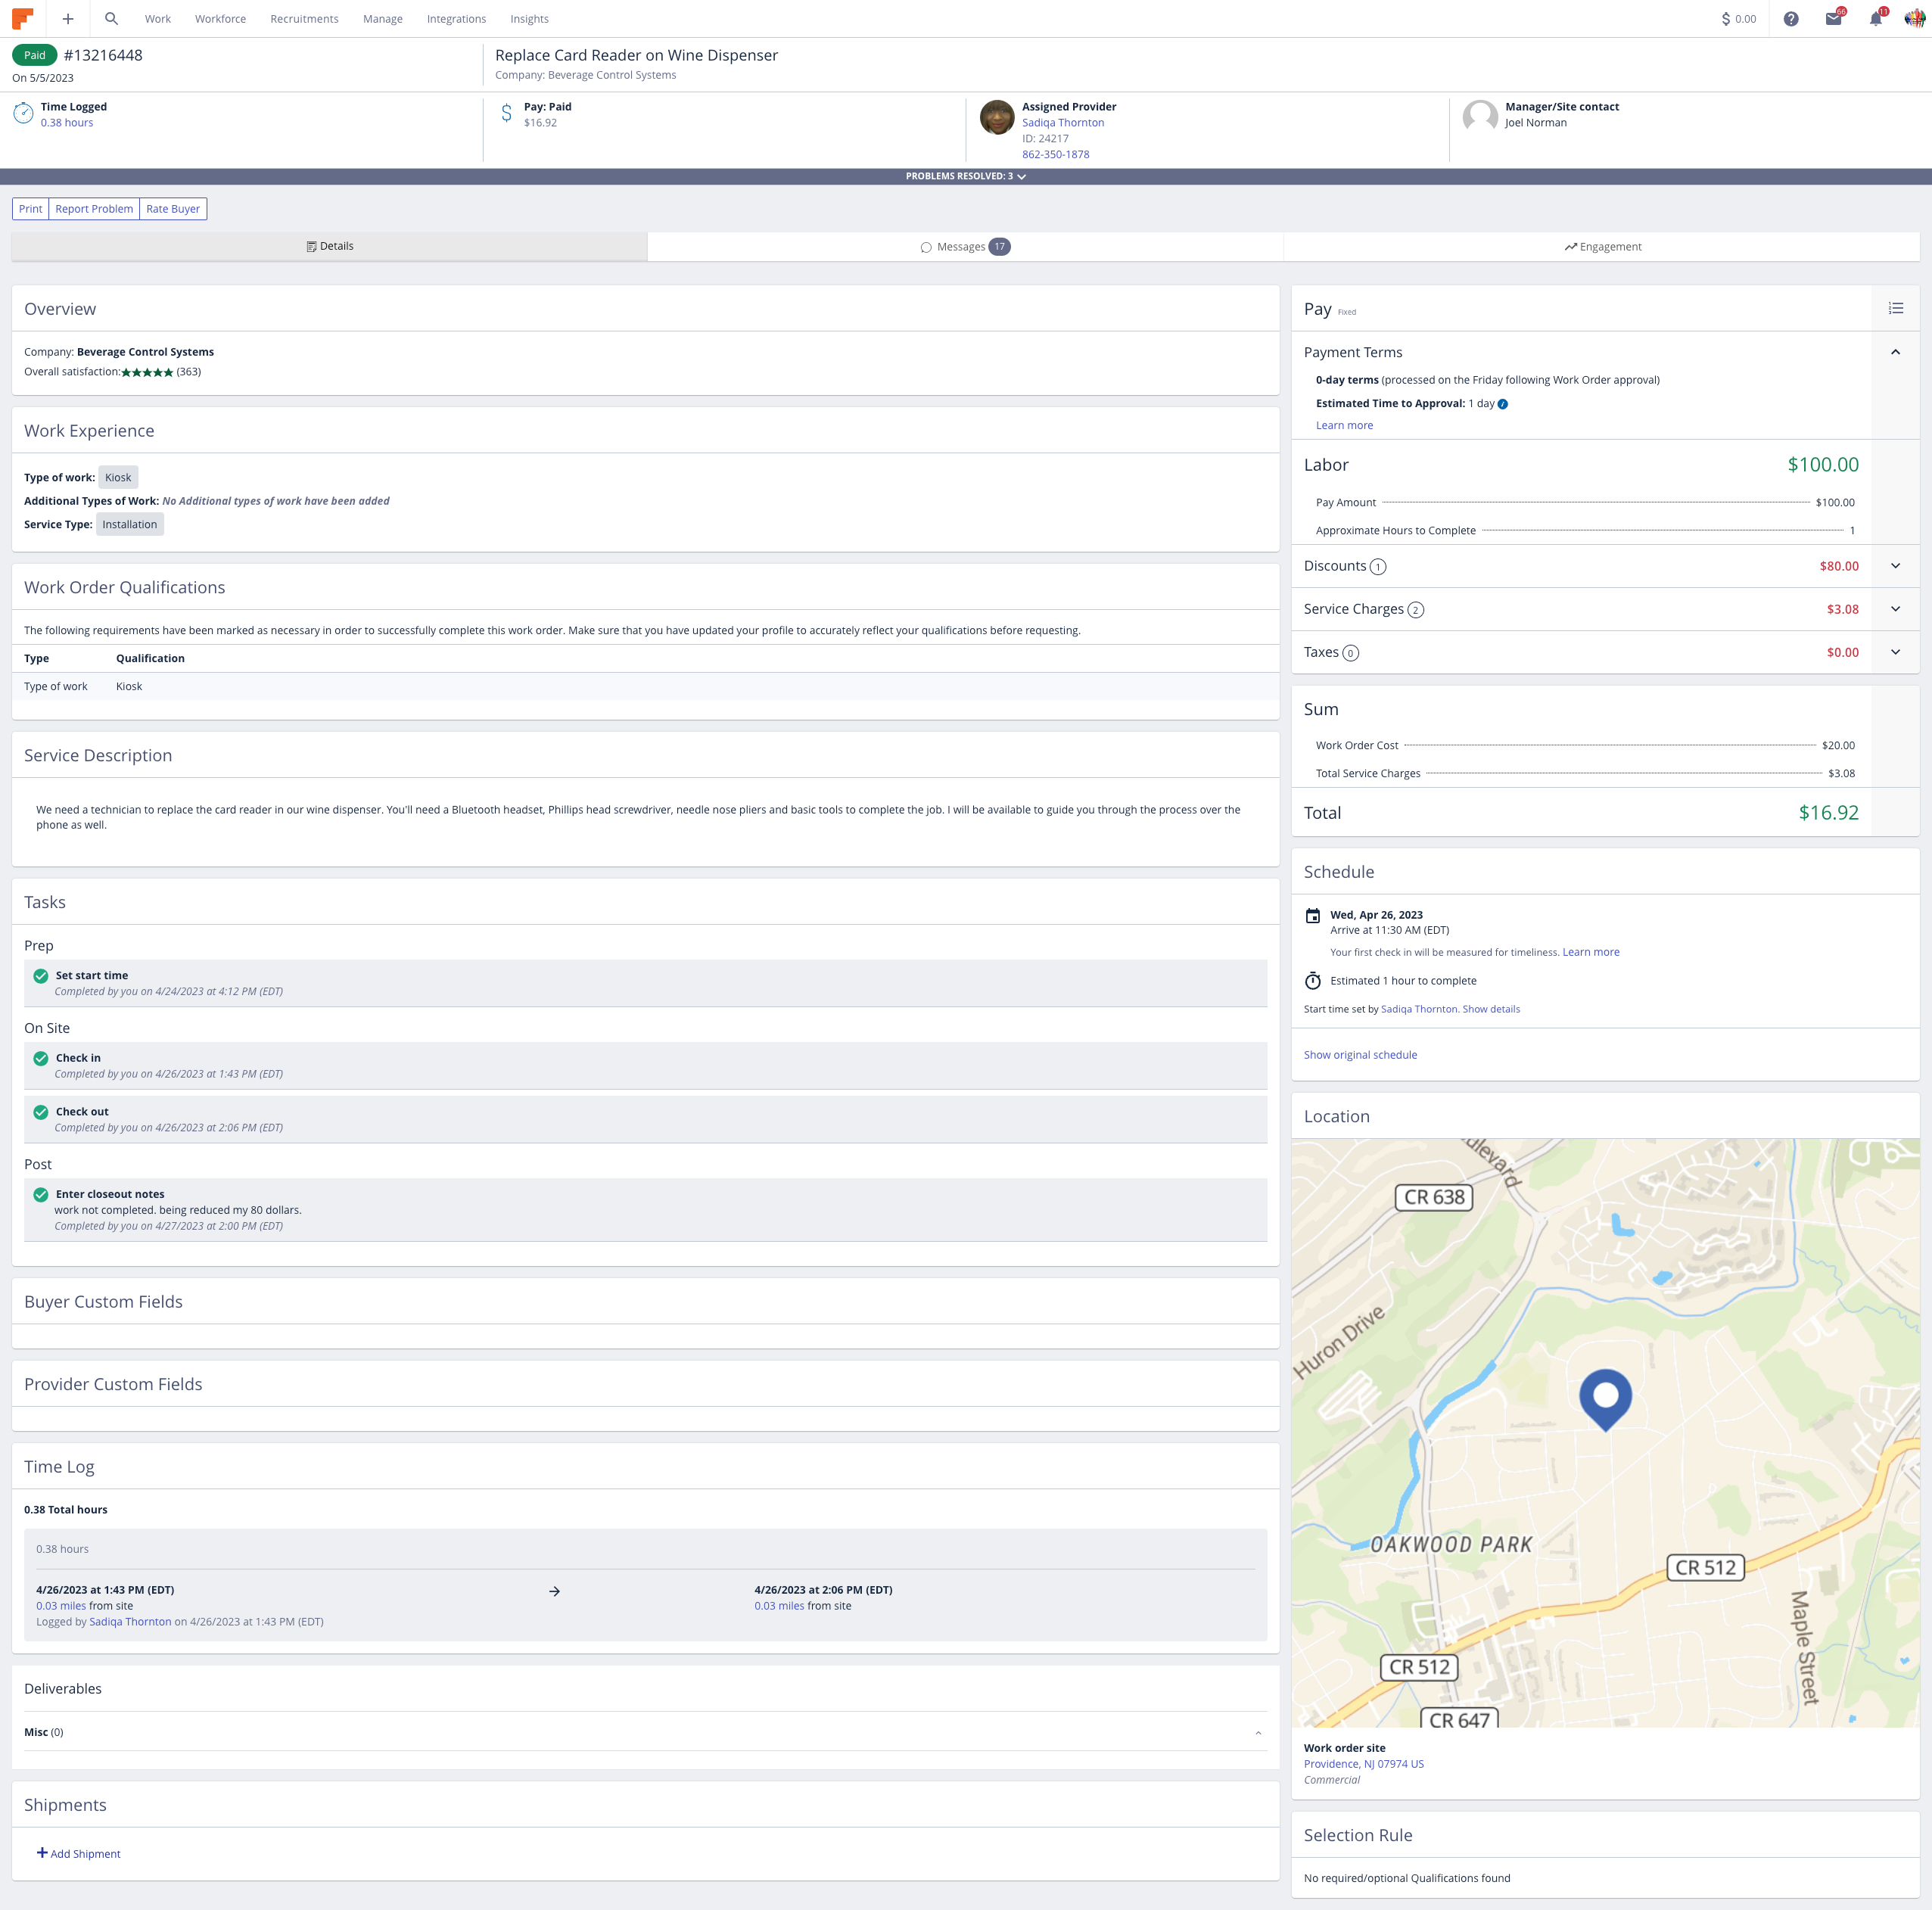 Work Workforce Recruitments Manage Integrations Insights
$ 0.00 66 11
Paid #13216448
On 5/5/2023
Replace Card Reader on Wine Dispenser
Company: Beverage Control Systems
Time Logged
0.38 hours
Pay: Paid
$16.92
Assigned Provider
Sadiqa Thornton
ID: 24217
862-350-1878
Manager/Site contact
Joel Norman
PROBLEMS RESOLVED: 3
Print Report Problem Rate Buyer
Details Messages 17 Engagement
Overview
Company: Beverage Control Systems
Overall satisfaction:★★★★★ (363)
Work Experience
Type of work: Kiosk
Additional Types of Work: No Additional types of work have been added
Service Type: Installation
Work Order Qualifications
The following requirements have been marked as necessary in order to successfully complete this work order. Make sure that you have updated your profile to accurately reflect your qualifications before requesting.
Type Qualification
Type of work Kiosk
Service Description
We need a technician to replace the card reader in our wine dispenser. You'll need a Bluetooth headset, Phillips head screwdriver, needle nose pliers and basic tools to complete the job. I will be available to guide you through the process over the
phone as well.
Tasks
Prep
Set start time
Completed by you on 4/24/2023 at 4:12 PM (EDT)
On Site
Check in
Completed by you on 4/26/2023 at 1:43 PM (EDT)
Check out
Completed by you on 4/26/2023 at 2:06 PM (EDT)
Post
Enter closeout notes
work not completed. being reduced my 80 dollars.
Completed by you on 4/27/2023 at 2:00 PM (EDT)
Buyer Custom Fields
Provider Custom Fields
Time Log
0.38 Total hours
0.38 hours
4/26/2023 at 1:43 PM (EDT) → 4/26/2023 at 2:06 PM (EDT)
0.03 miles from site 0.03 miles from site
Logged by Sadiqa Thornton on 4/26/2023 at 1:43 PM (EDT)
Deliverables
Misc (0)
Shipments
+ Add Shipment
Pay Fixed
Payment Terms
0-day terms (processed on the Friday following Work Order approval)
Estimated Time to Approval: 1 day
Learn more
Labor $100.00
Pay Amount $100.00
Approximate Hours to Complete 1
Discounts 1 $80.00
Service Charges 2 $3.08
Taxes 0 $0.00
Sum
Work Order Cost $20.00
Total Service Charges $3.08
Total $16.92
Schedule
Wed, Apr 26, 2023
Arrive at 11:30 AM (EDT)
Your first check in will be measured for timeliness. Learn more
Estimated 1 hour to complete
Start time set by Sadiqa Thornton. Show details
Show original schedule
Location
CR 638
Huron Drive
OAKWOOD PARK
CR 512
Maple Street
CR 512
CR 647
Work order site
Providence, NJ 07974 US
Commercial
Selection Rule
No required/optional Qualifications found